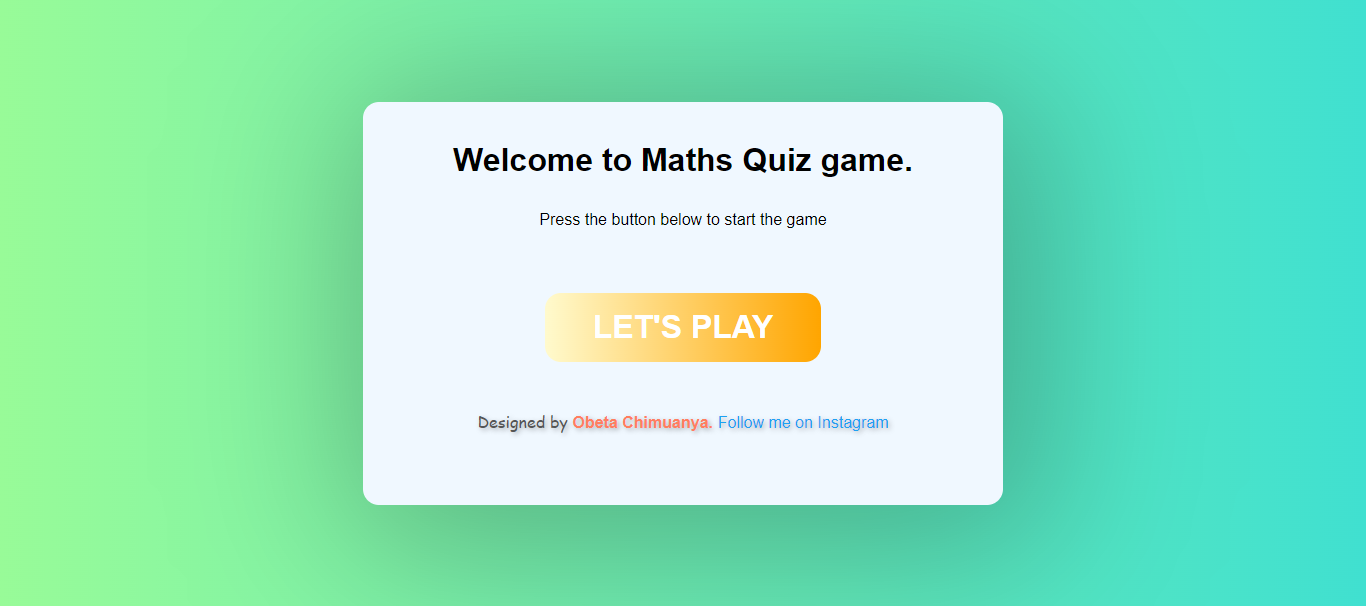 Welcome to Maths Quiz game.
Press the button below to start the game
LET'S PLAY
Designed by Obeta Chimuanya. Follow me on Instagram